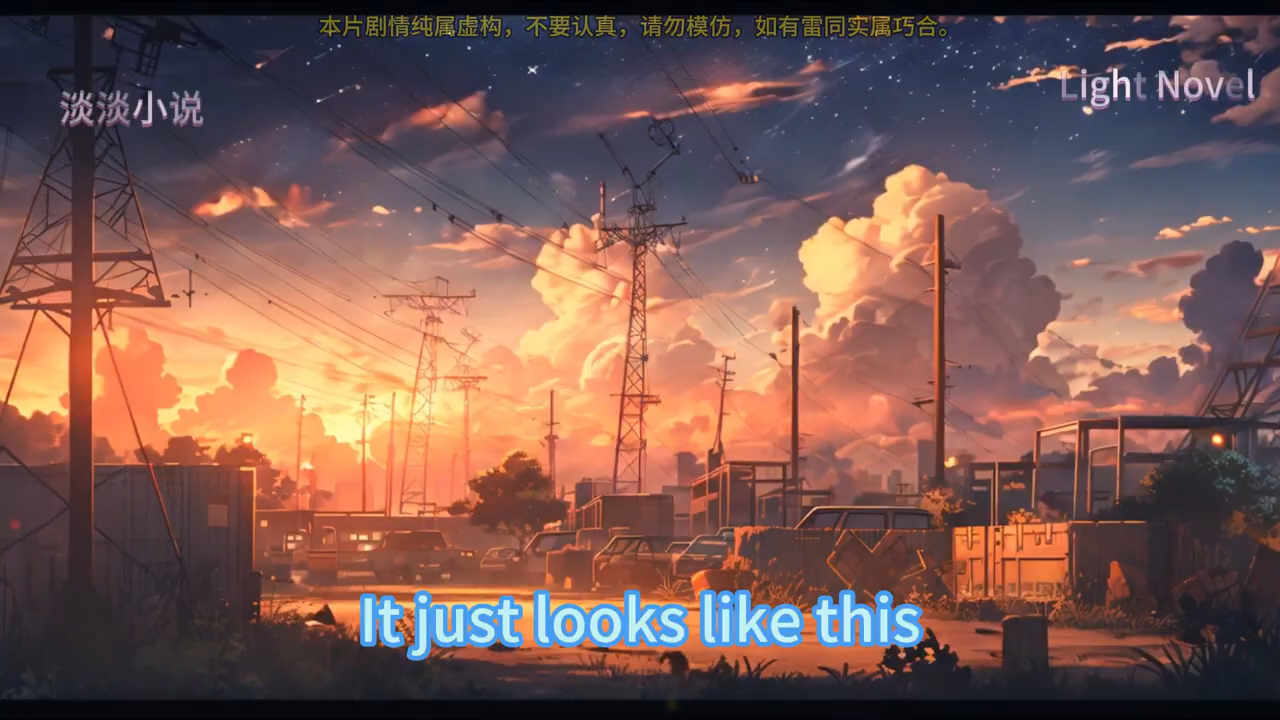 本片剧情纯属虚构，不要认真，请勿模仿，如有雷同实属巧合。
淡淡小说
Light Novel
It just looks like this